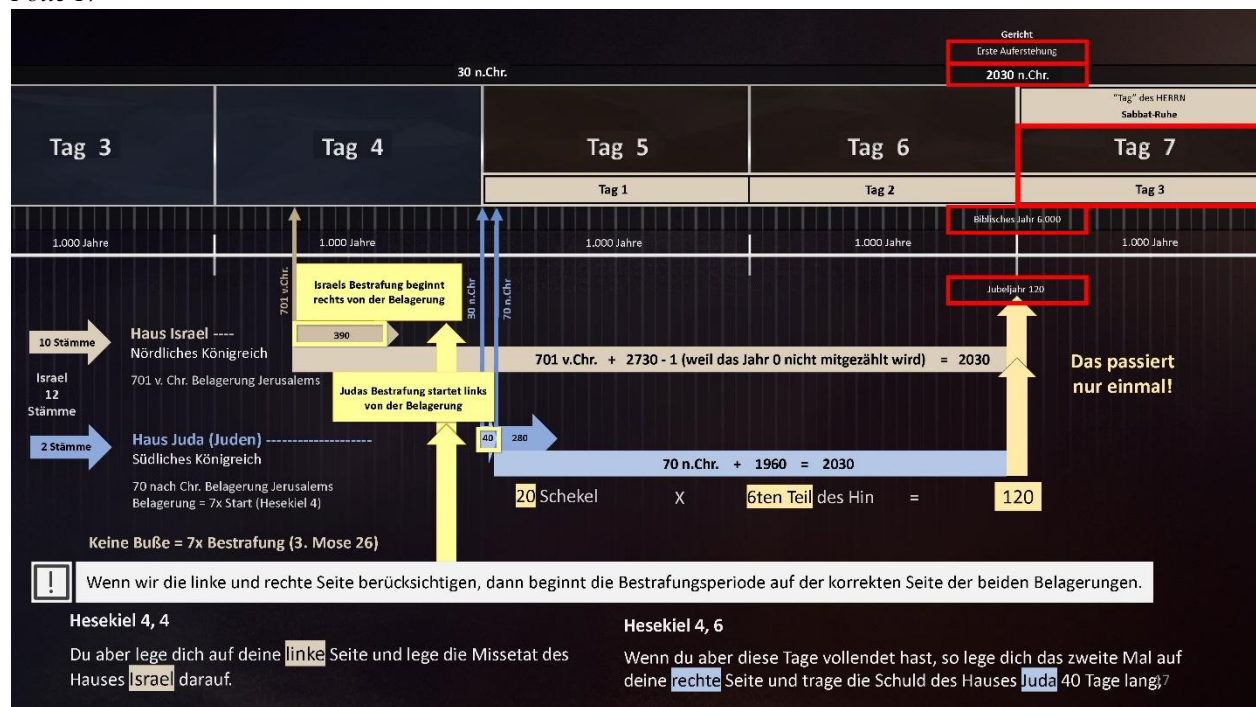 Gericht
Erste Auferstehung
30 n.Chr.
2030 n.Chr.
"Tag" des HERRN
Sabbat-Ruhe
Tag 3
Tag 4
Tag 5
Tag 6
Tag 7
Tag 1
Tag 2
Tag 3
Biblisches Jahr 6,000
1.000 Jahre
1.000 Jahre
1.000 Jahre
1.000 Jahre
1.000 Jahre
701 v.Chr.
Israels Bestrafung beginnt
rechts von der Belagerung
30 n.Chr
70 n.Chr
Jubeljahr 120
10 Stämme
Haus Israel ----
Nördliches Königreich
701 v. Chr. Belagerung Jerusalems
390
701 v.Chr. + 2730 - 1 (weil das Jahr 0 nicht mitgezählt wird) = 2030
Das passiert
nur einmal!
Israel
12
Stämme
Judas Bestrafung startet links
von der Belagerung
2 Stämme
Haus Juda (Juden) --------------------
Südliches Königreich
70 nach Chr. Belagerung Jerusalems
Belagerung = 7x Start (Hesekiel 4)
40
280
70 n.Chr. + 1960 = 2030
20 Schekel X 6ten Teil des Hin = 120
Keine Buße = 7x Bestrafung (3. Mose 26)
! Wenn wir die linke und rechte Seite berücksichtigen, dann beginnt die Bestrafungsperiode auf der korrekten Seite der beiden Belagerungen.
Hesekiel 4, 4
Du aber lege dich auf deine linke Seite und lege die Missetat des
Hauses Israel darauf.
Hesekiel 4, 6
Wenn du aber diese Tage vollendet hast, so lege dich das zweite Mal auf
deine rechte Seite und trage die Schuld des Hauses Juda 40 Tage lang,